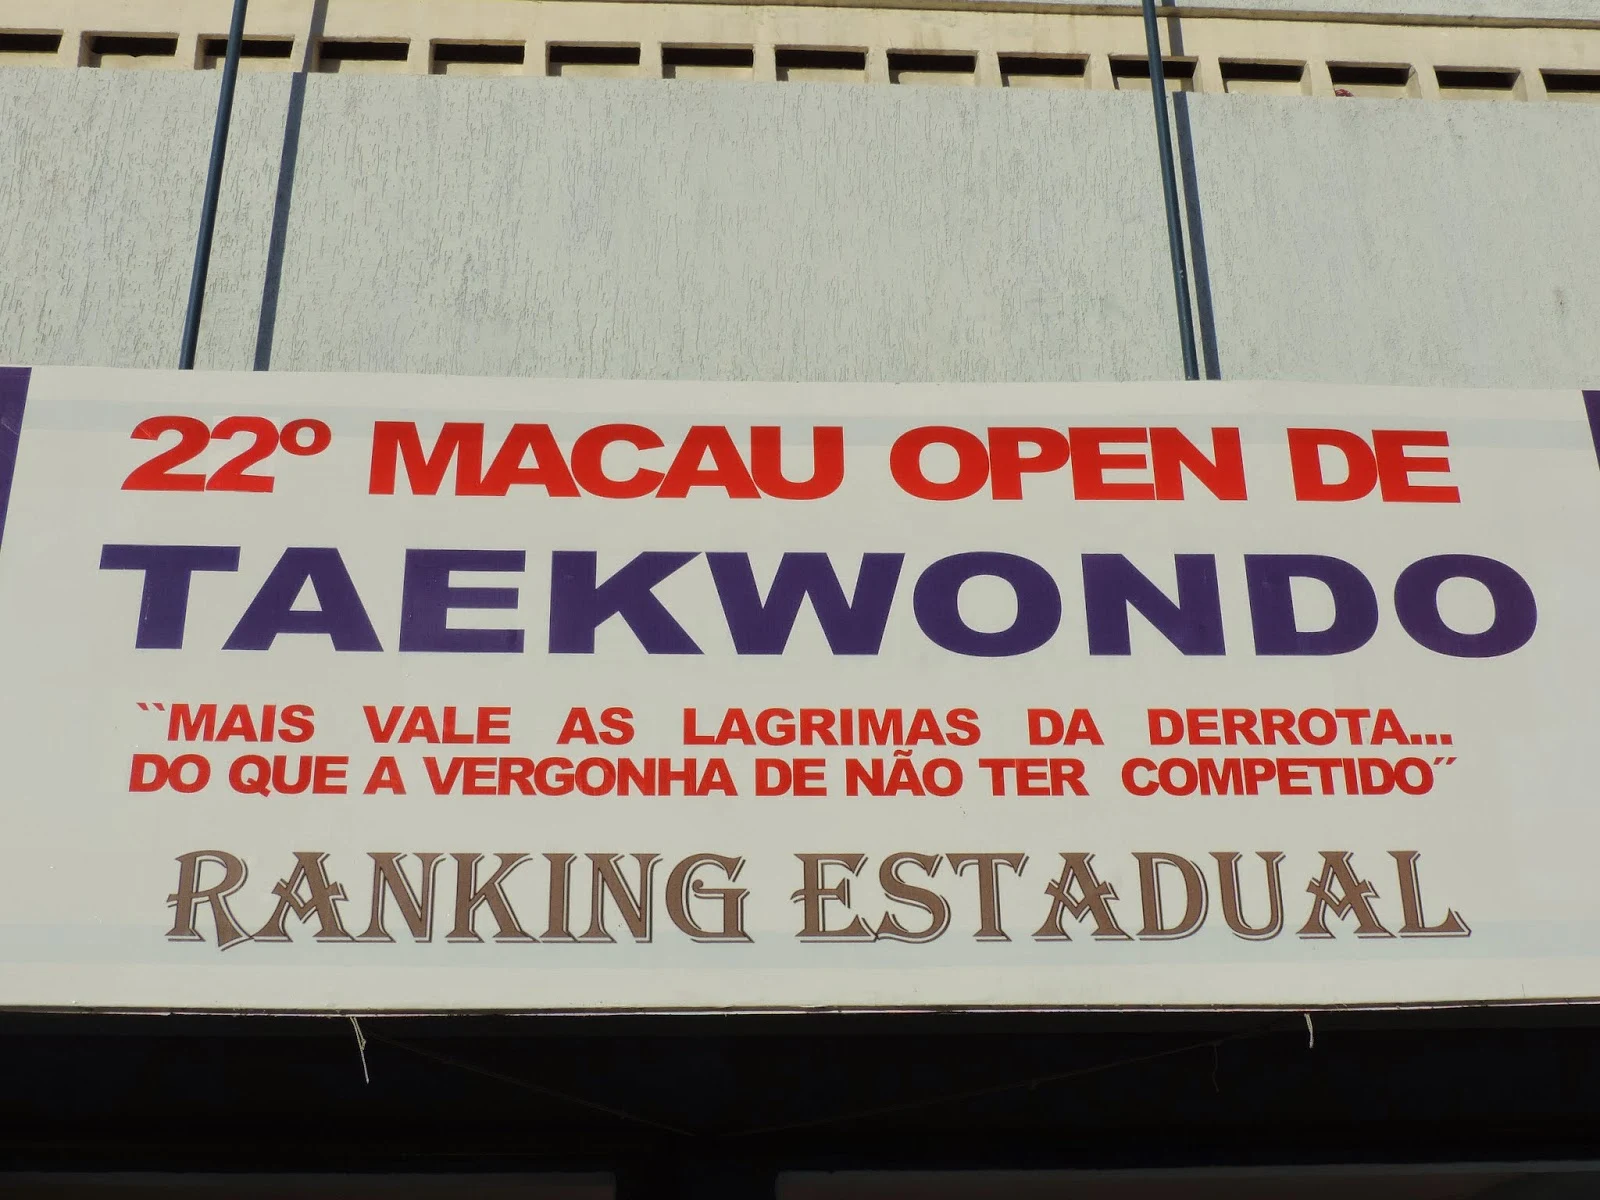 22º MACAU OPEN DE
TAEKWONDO
``MAIS VALE AS LAGRIMAS DA DERROTA...
DO QUE A VERGONHA DE NÃO TER COMPETIDO´´
RANKING ESTADUAL